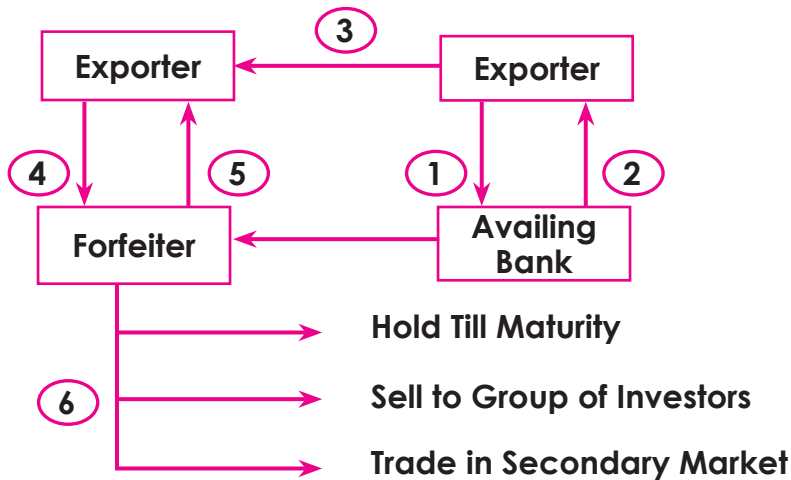 3
Exporter
Exporter
4
5
1
2
Forfeiter
Availing
Bank
Hold Till Maturity
6
Sell to Group of Investors
Trade in Secondary Market